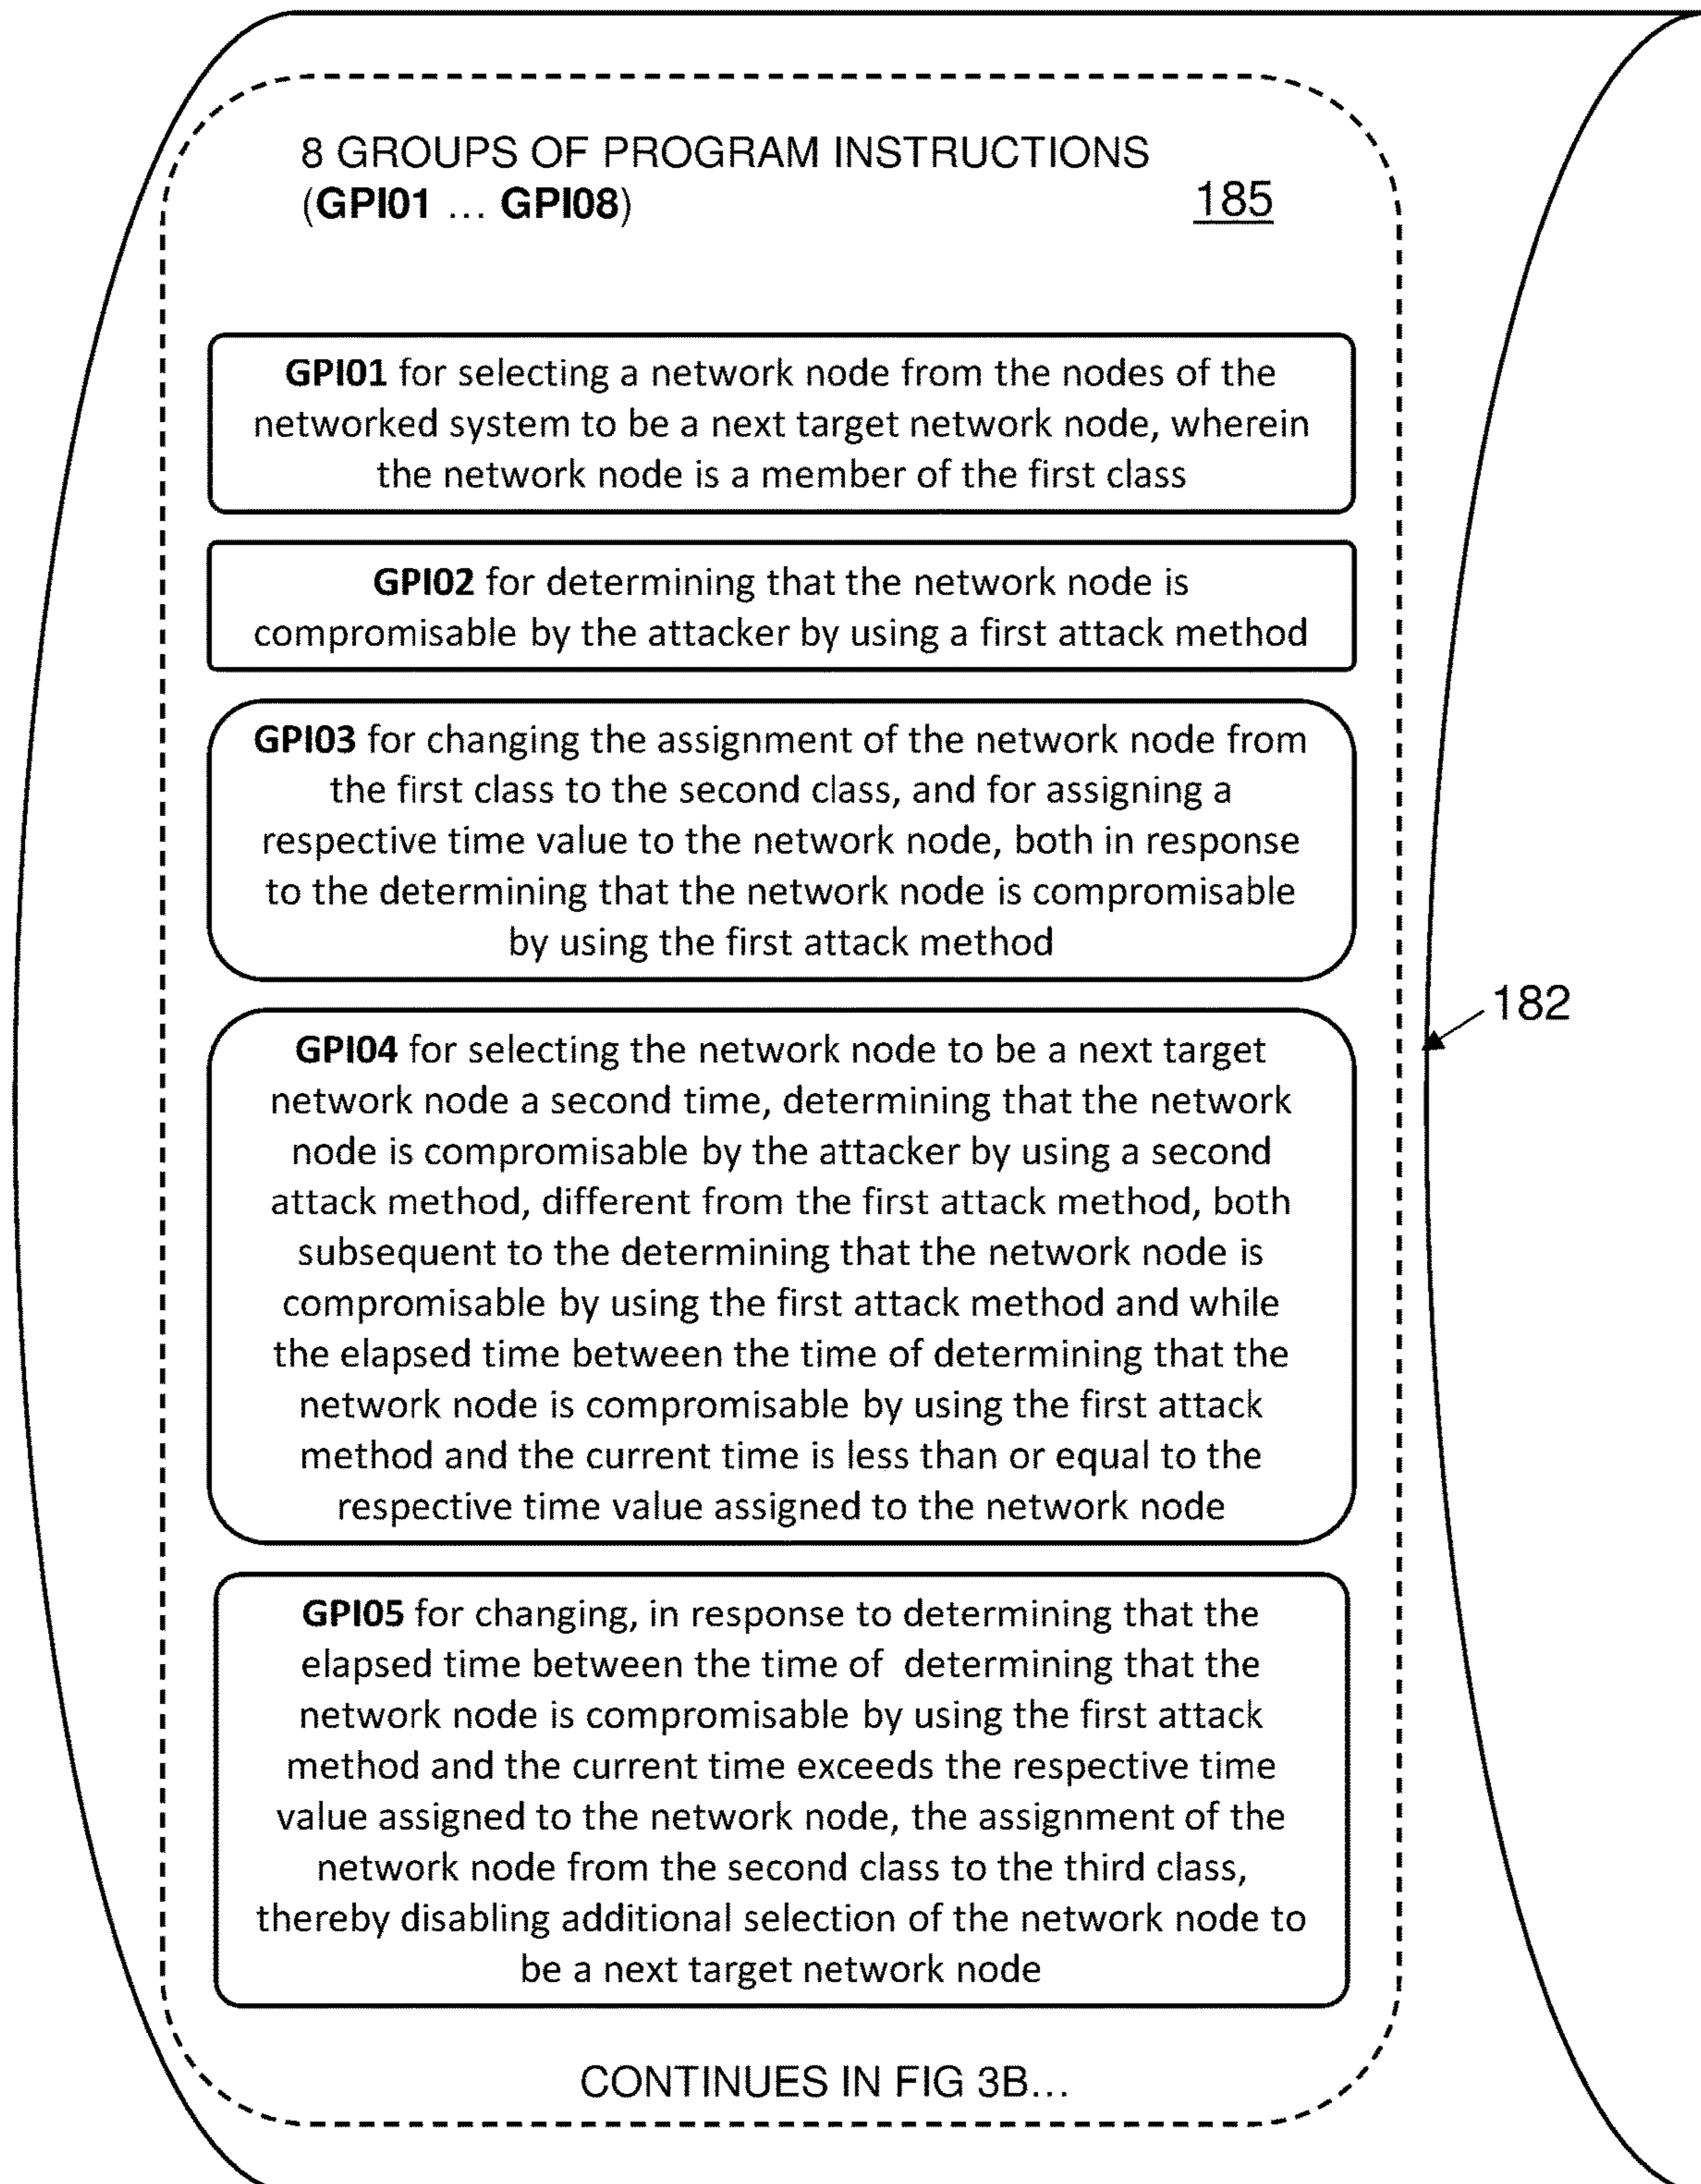 8 GROUPS OF PROGRAM INSTRUCTIONS
(GPI01 ... GPI08)
185
GPI01 for selecting a network node from the nodes of the
networked system to be a next target network node, wherein
the network node is a member of the first class
GPI02 for determining that the network node is
compromisable by the attacker by using a first attack method
GPI03 for changing the assignment of the network node from
the first class to the second class, and for assigning a
respective time value to the network node, both in response
to the determining that the network node is compromisable
by using the first attack method
182
GPI04 for selecting the network node to be a next target
network node a second time, determining that the network
node is compromisable by the attacker by using a second
attack method, different from the first attack method, both
subsequent to the determining that the network node is
compromisable by using the first attack method and while
the elapsed time between the time of determining that the
network node is compromisable by using the first attack
method and the current time is less than or equal to the
respective time value assigned to the network node
GPI05 for changing, in response to determining that the
elapsed time between the time of determining that the
network node is compromisable by using the first attack
method and the current time exceeds the respective time
value assigned to the network node, the assignment of the
network node from the second class to the third class,
thereby disabling additional selection of the network node to
be a next target network node
CONTINUES IN FIG 3B...